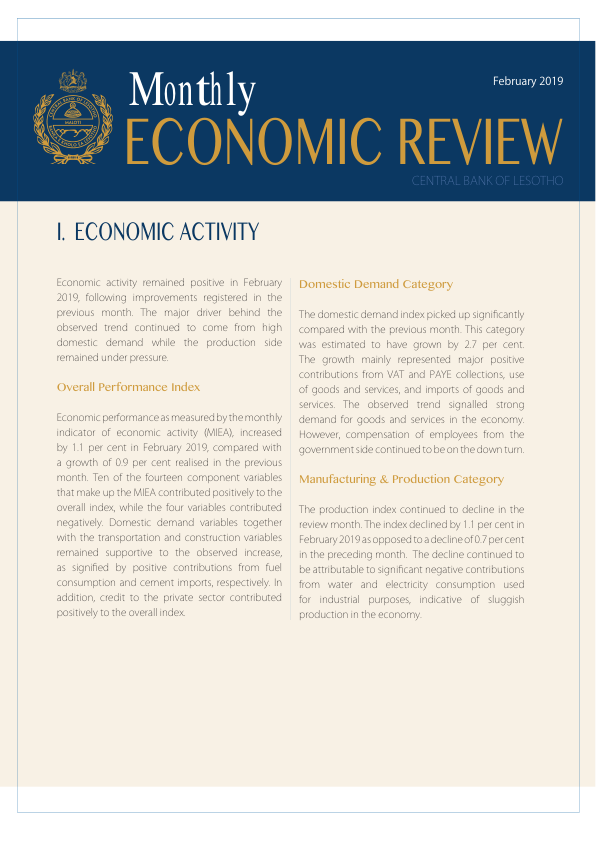 Monthly
February 2019
ECONOMIC REVIEW
CENTRAL BANK OF LESOTHO
CENTRAL BANK OF LESOTHO
MALOTI
I. ECONOMIC ACTIVITY
Economic activity remained positive in February
2019, following improvements registered in the
previous month. The major driver behind the
observed trend continued to come from high
domestic demand while the production side
remained under pressure.
Overall Performance Index
Economic performance as measured by the monthly
indicator of economic activity (MIEA), increased
by 1.1 per cent in February 2019, compared with
a growth of 0.9 per cent realised in the previous
month. Ten of the fourteen component variables
that make up the MIEA contributed positively to the
overall index, while the four variables contributed
negatively. Domestic demand variables together
with the transportation and construction variables
remained supportive to the observed increase,
as signified by positive contributions from fuel
consumption and cement imports, respectively. In
addition, credit to the private sector contributed
positively to the overall index.
Domestic Demand Category
The domestic demand index picked up significantly
compared with the previous month. This category
was estimated to have grown by 2.7 per cent.
The growth mainly represented major positive
contributions from VAT and PAYE collections, use
of goods and services, and imports of goods and
services. The observed trend signalled strong
demand for goods and services in the economy.
However, compensation of employees from the
government side continued to be on the down turn.
Manufacturing & Production Category
The production index continued to decline in the
review month. The index declined by 1.1 per cent in
February 2019 as opposed to a decline of 0.7 per cent
in the preceding month. The decline continued to
be attributable to significant negative contributions
from water and electricity consumption used
for industrial purposes, indicative of sluggish
production in the economy.